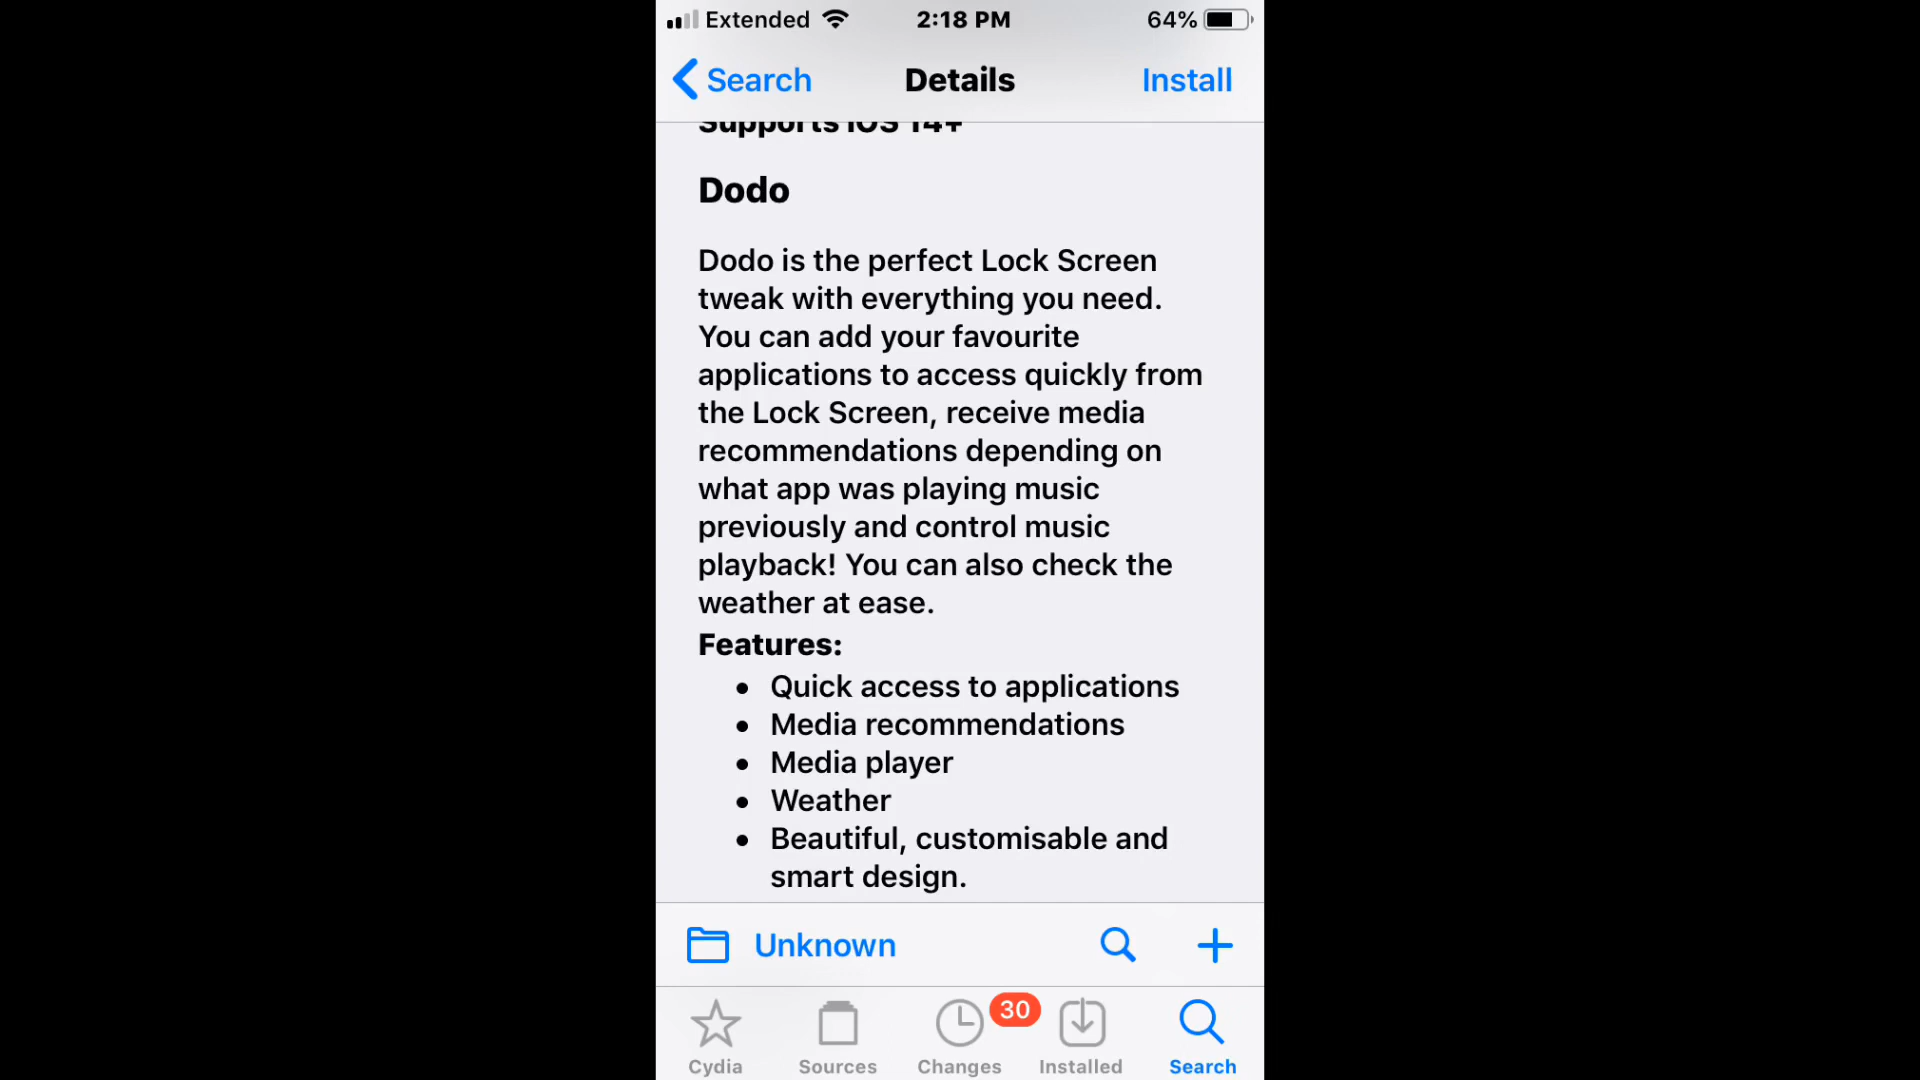 Extended 2:18 PM 64%
Search Details Install
Supports iOS 14+
Dodo
Dodo is the perfect Lock Screen
tweak with everything you need.
You can add your favourite
applications to access quickly from
the Lock Screen, receive media
recommendations depending on
what app was playing music
previously and control music
playback! You can also check the
weather at ease.
Features:
• Quick access to applications
• Media recommendations
• Media player
• Weather
• Beautiful, customisable and
smart design.
Unknown
30
Cydia Sources Changes Installed Search